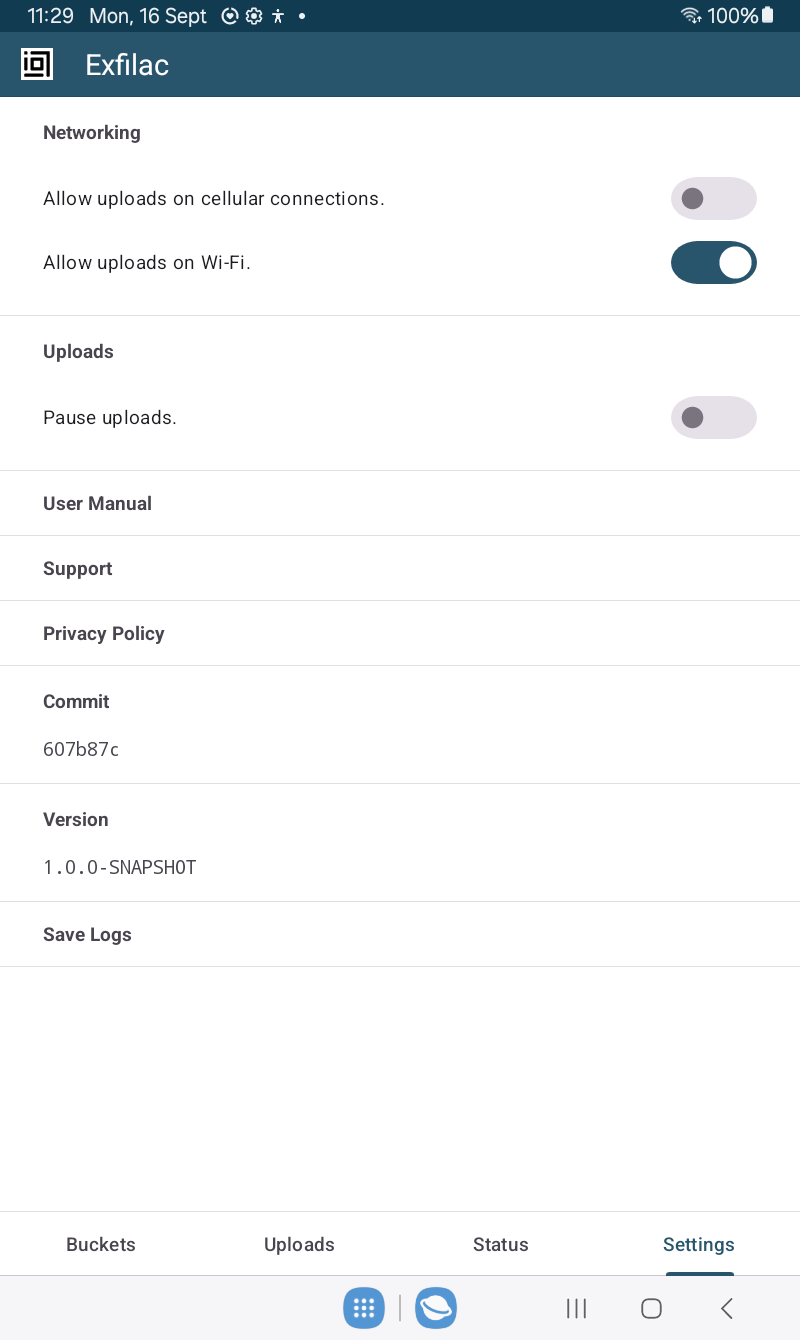 11:29 Mon, 16 Sept 100%
Exfilac
Networking
Allow uploads on cellular connections.
Allow uploads on Wi-Fi.
Uploads
Pause uploads.
User Manual
Support
Privacy Policy
Commit
607b87c
Version
1.0.0-SNAPSHOT
Save Logs
Buckets Uploads Status Settings